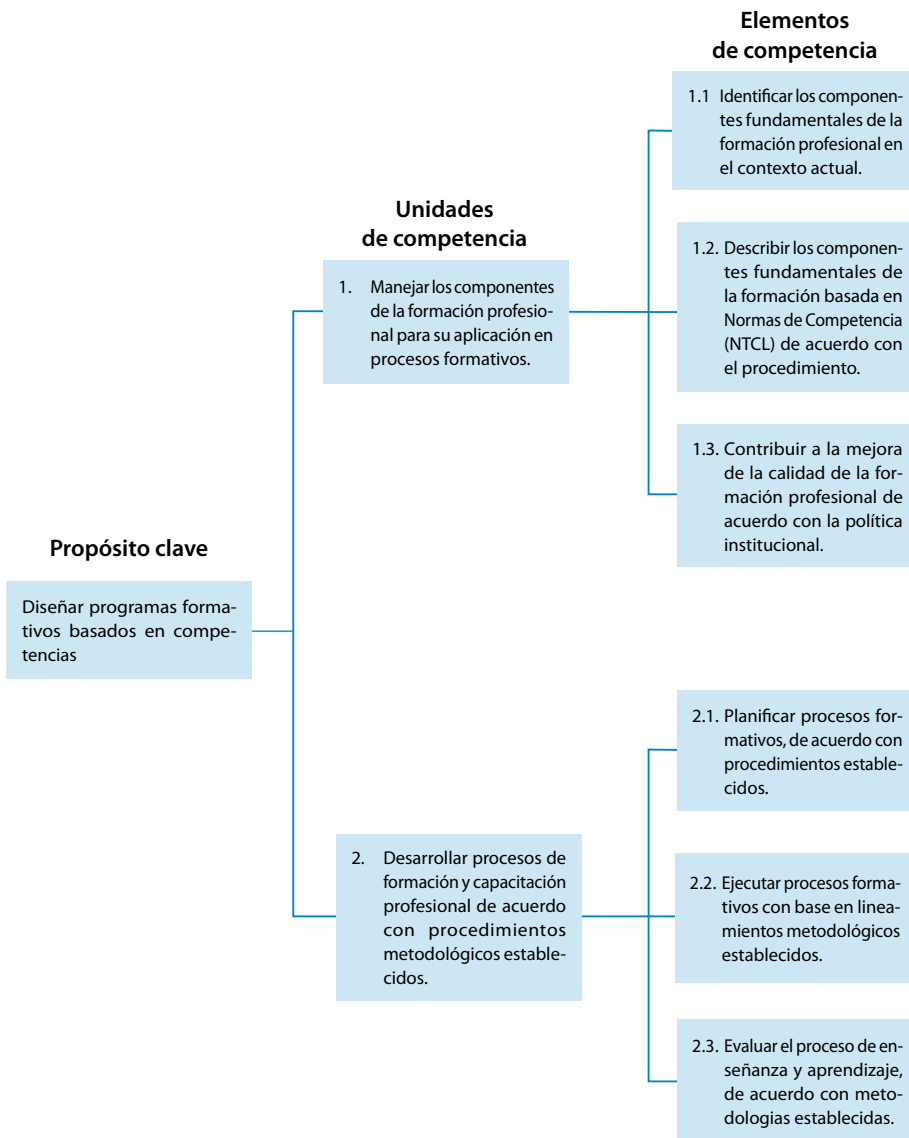 Elementos
de competencia
1.1 Identificar los componen-
tes fundamentales de la
formación profesional en
el contexto actual.
Unidades
de competencia
1. Manejar los componentes
de la formación profesio-
nal para su aplicación en
procesos formativos.
1.2. Describir los componen-
tes fundamentales de
la formación basada en
Normas de Competencia
(NTCL) de acuerdo con
el procedimiento.
1.3. Contribuir a la mejora
de la calidad de la for-
mación profesional de
acuerdo con la política
institucional.
Propósito clave
Diseñar programas forma-
tivos basados en compe-
tencias
2.1. Planificar procesos for-
mativos, de acuerdo con
procedimientos estable-
cidos.
2. Desarrollar procesos de
formación y capacitación
profesional de acuerdo
con procedimientos
metodológicos estable-
cidos.
2.2. Ejecutar procesos forma-
tivos con base en linea-
mientos metodológicos
establecidos.
2.3. Evaluar el proceso de en-
señanza y aprendizaje,
de acuerdo con meto-
dologias establecidas.